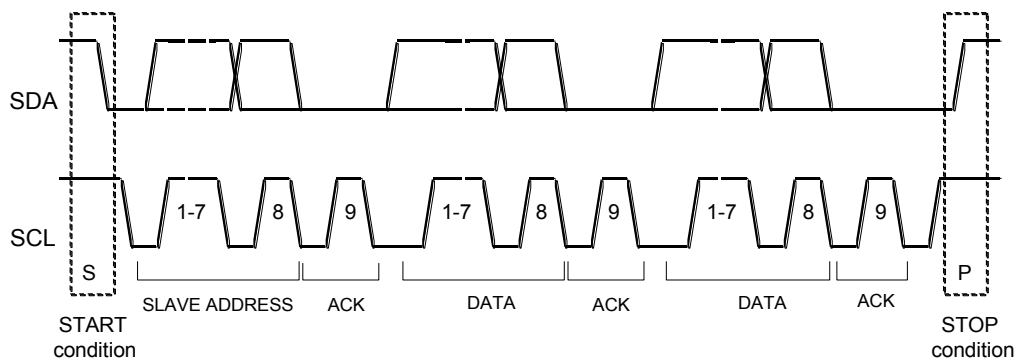 SDA
SCL
1-7 8 9 1-7 8 9 1-7 8 9
S P
SLAVE ADDRESS ACK DATA ACK DATA ACK
START
condition
STOP
condition